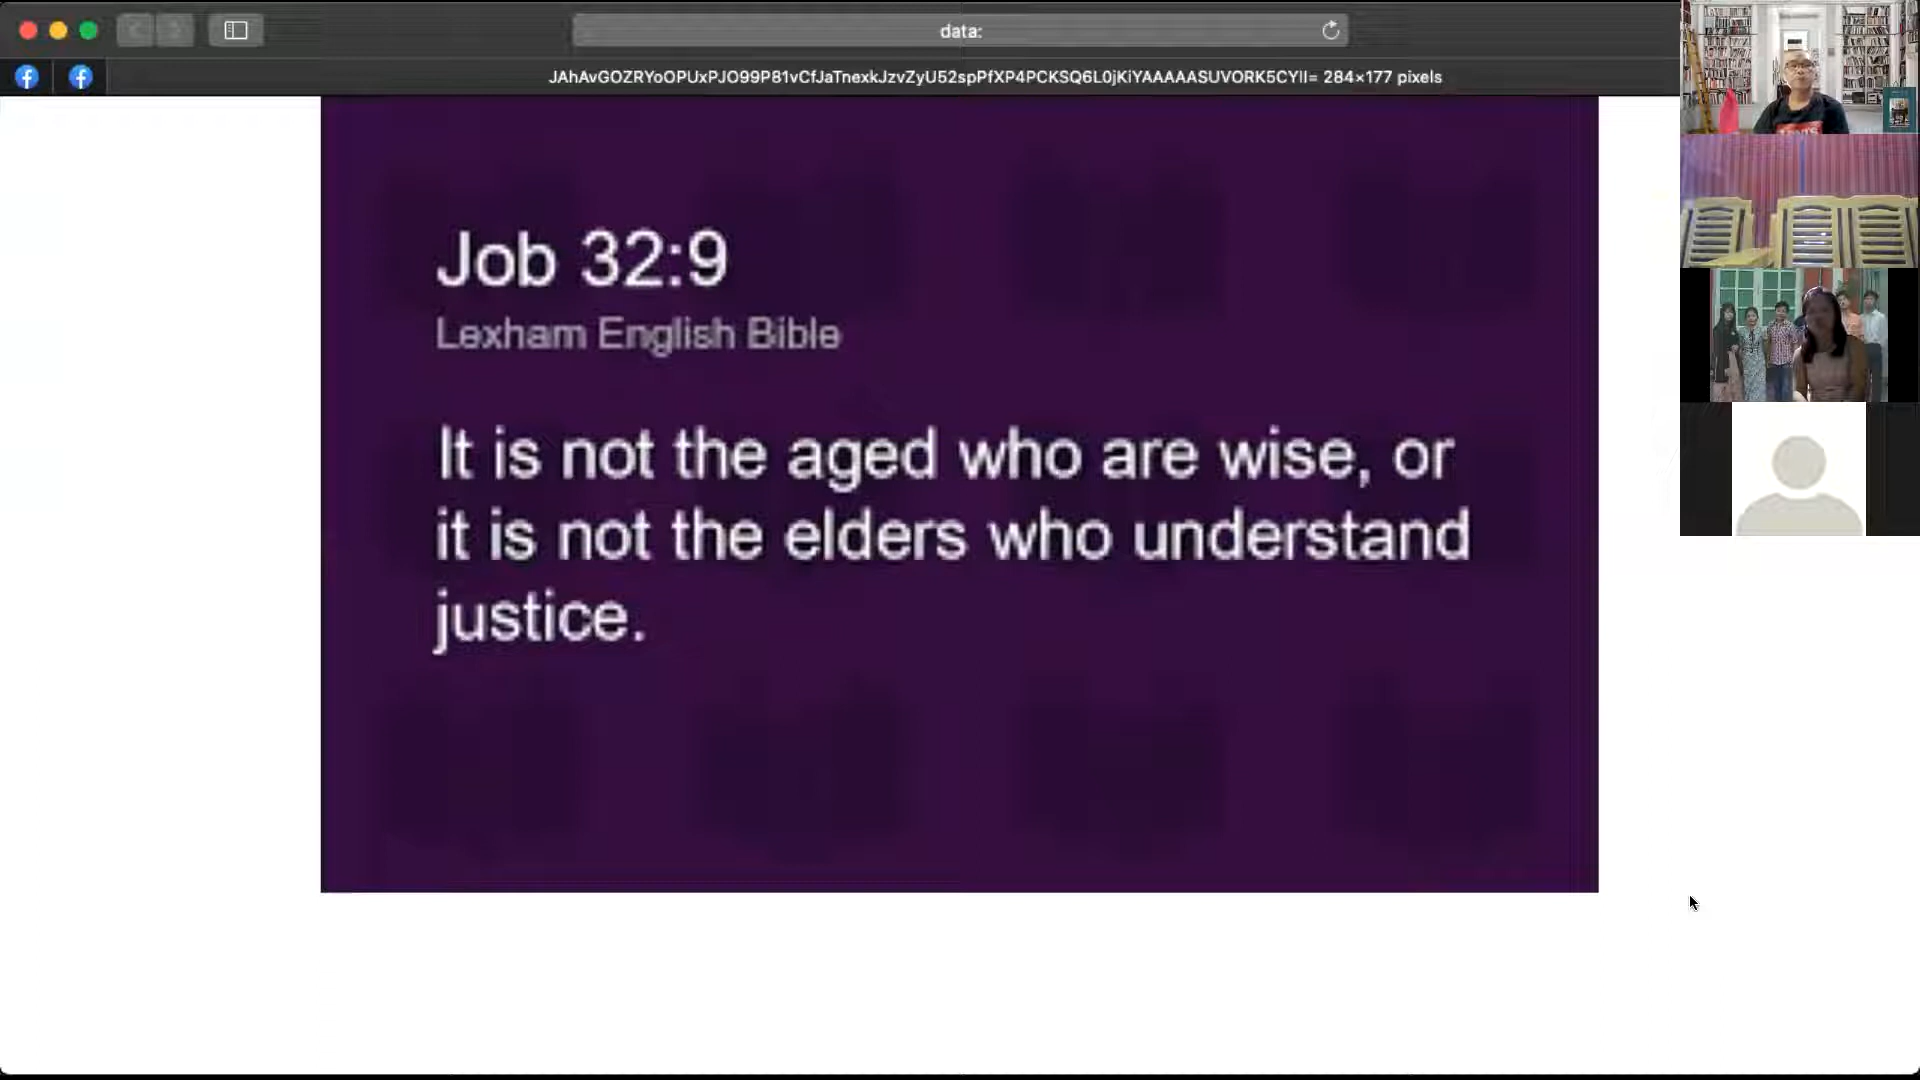 data:
JAhAvGOZRYoOPUxPJO99P81vCfJaTnexkJzvZyU52spPfXP4PCKSQ6L0jKiYAAAAASUVORK5CYII= 284×177 pixels
Job 32:9
Lexham English Bible
It is not the aged who are wise, or
it is not the elders who understand
justice.